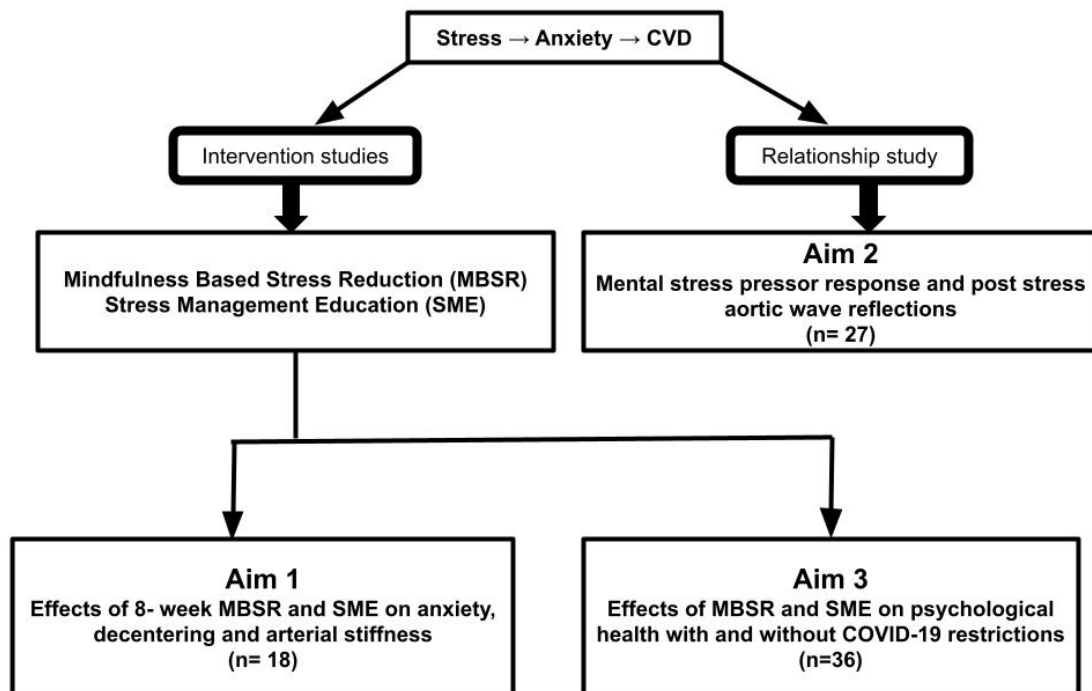 Stress → Anxiety → CVD
Intervention studies
Relationship study
Mindfulness Based Stress Reduction (MBSR)
Stress Management Education (SME)
Aim 2
Mental stress pressor response and post stress
aortic wave reflections
(n= 27)
Aim 1
Effects of 8- week MBSR and SME on anxiety,
decentering and arterial stiffness
(n= 18)
Aim 3
Effects of MBSR and SME on psychological
health with and without COVID-19 restrictions
(n=36)